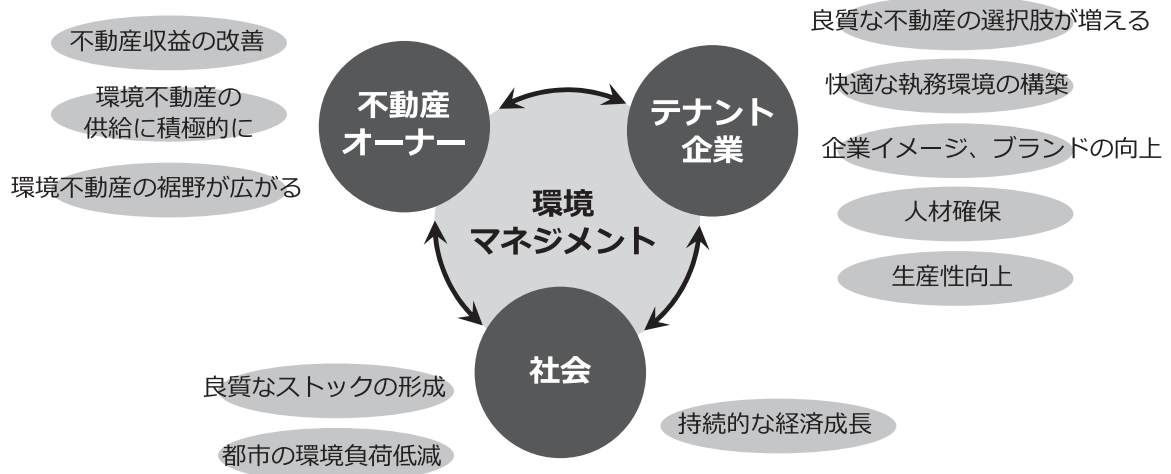 不動産収益の改善
環境不動産の
供給に積極的に
環境不動産の裾野が広がる
不動産
オーナー
テナント
企業
環境
マネジメント
社会
良質な不動産の選択肢が増える
快適な執務環境の構築
企業イメージ、ブランドの向上
人材確保
生産性向上
良質なストックの形成
都市の環境負荷低減
持続的な経済成長